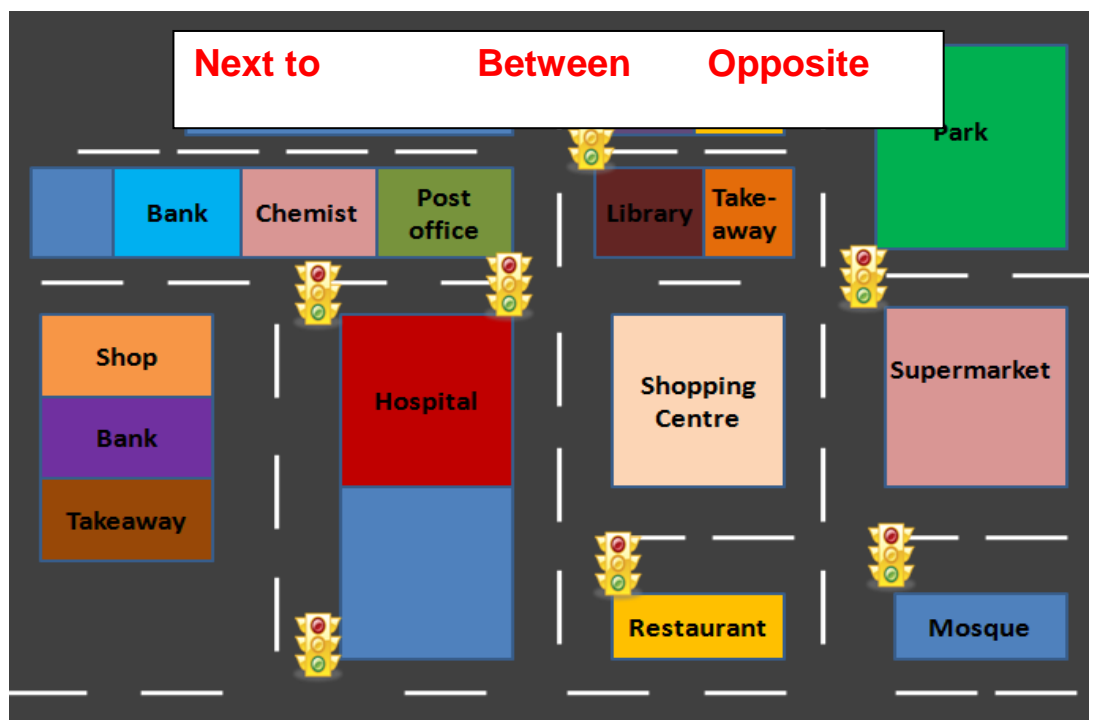 Next to Between Opposite
Park
Bank Chemist Post office
Library Take-away
Shop
Bank
Takeaway
Hospital
Shopping
Centre
Supermarket
Restaurant
Mosque